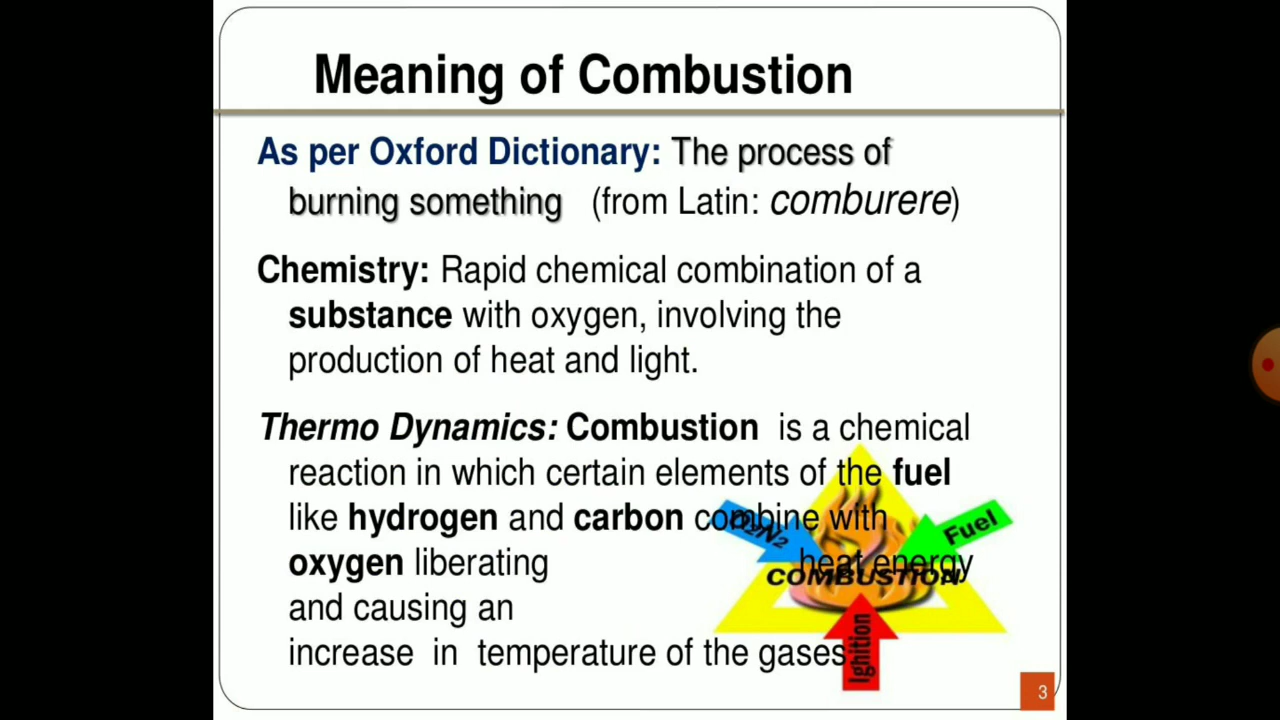 Meaning of Combustion
As per Oxford Dictionary: The process of
burning something (from Latin: comburere)
Chemistry: Rapid chemical combination of a
substance with oxygen, involving the
production of heat and light.
Thermo Dynamics: Combustion is a chemical
reaction in which certain elements of the fuel
like hydrogen and carbon combine with
oxygen liberating heat energy
and causing an
increase in temperature of the gases
O2N2
Fuel
COMBUSTION
Ignition
3